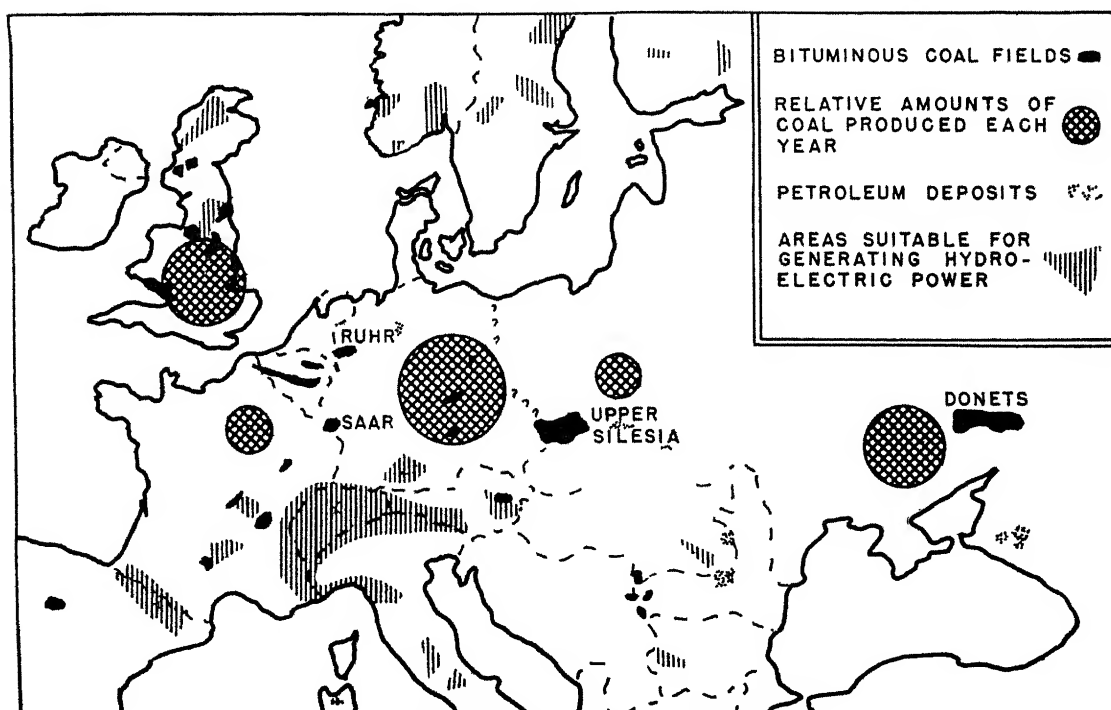 BITUMINOUS COAL FIELDS
RELATIVE AMOUNTS OF
COAL PRODUCED EACH
YEAR
PETROLEUM DEPOSITS
AREAS SUITABLE FOR
GENERATING HYDRO-
ELECTRIC POWER
RUHR
SAAR
UPPER
SILESIA
DONETS